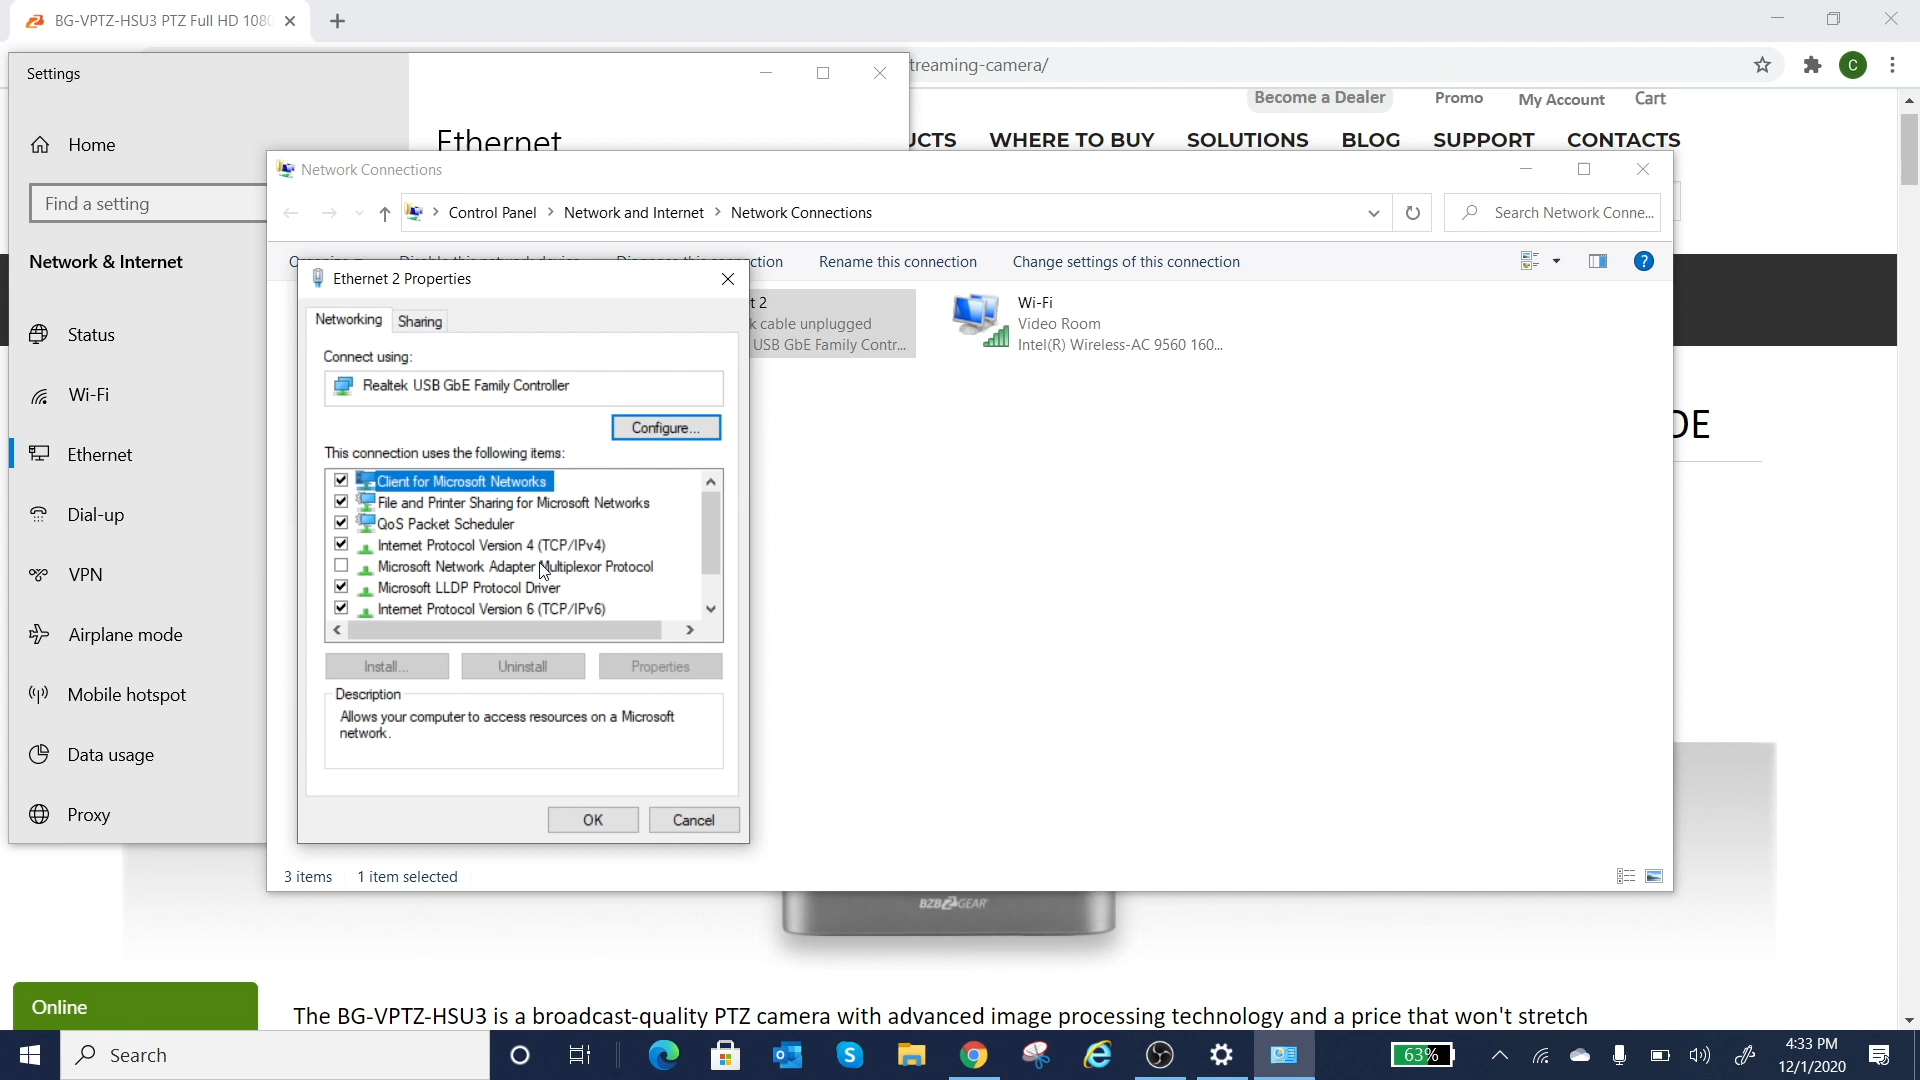 BG-VPTZ-HSU3 PTZ Full HD 1080
Settings
treaming-camera/
C
Become a Dealer
Promo
My Account
Cart
Home
Ethernet
UCTS
WHERE TO BUY
SOLUTIONS
BLOG
SUPPORT
CONTACTS
Network Connections
Find a setting
Control Panel > Network and Internet > Network Connections
Search Network Conne...
Network & Internet
ction
Rename this connection
Change settings of this connection
Ethernet 2 Properties
t 2
k cable unplugged
USB GbE Family Contr...
Wi-Fi
Video Room
Intel(R) Wireless-AC 9560 160...
Networking
Sharing
Status
Connect using:
Realtek USB GbE Family Controller
Wi-Fi
Configure...
DE
This connection uses the following items:
Ethernet
Client for Microsoft Networks
File and Printer Sharing for Microsoft Networks
Dial-up
QoS Packet Scheduler
Internet Protocol Version 4 (TCP/IPv4)
Microsoft Network Adapter Multiplexor Protocol
VPN
Microsoft LLDP Protocol Driver
Internet Protocol Version 6 (TCP/IPv6)
Airplane mode
Install...
Uninstall
Properties
Mobile hotspot
Description
Allows your computer to access resources on a Microsoft
network.
Data usage
Proxy
OK
Cancel
3 items
1 item selected
BZBGEAR
Online
The BG-VPTZ-HSU3 is a broadcast-quality PTZ camera with advanced image processing technology and a price that won't stretch
Search
63%
4:33 PM
12/1/2020